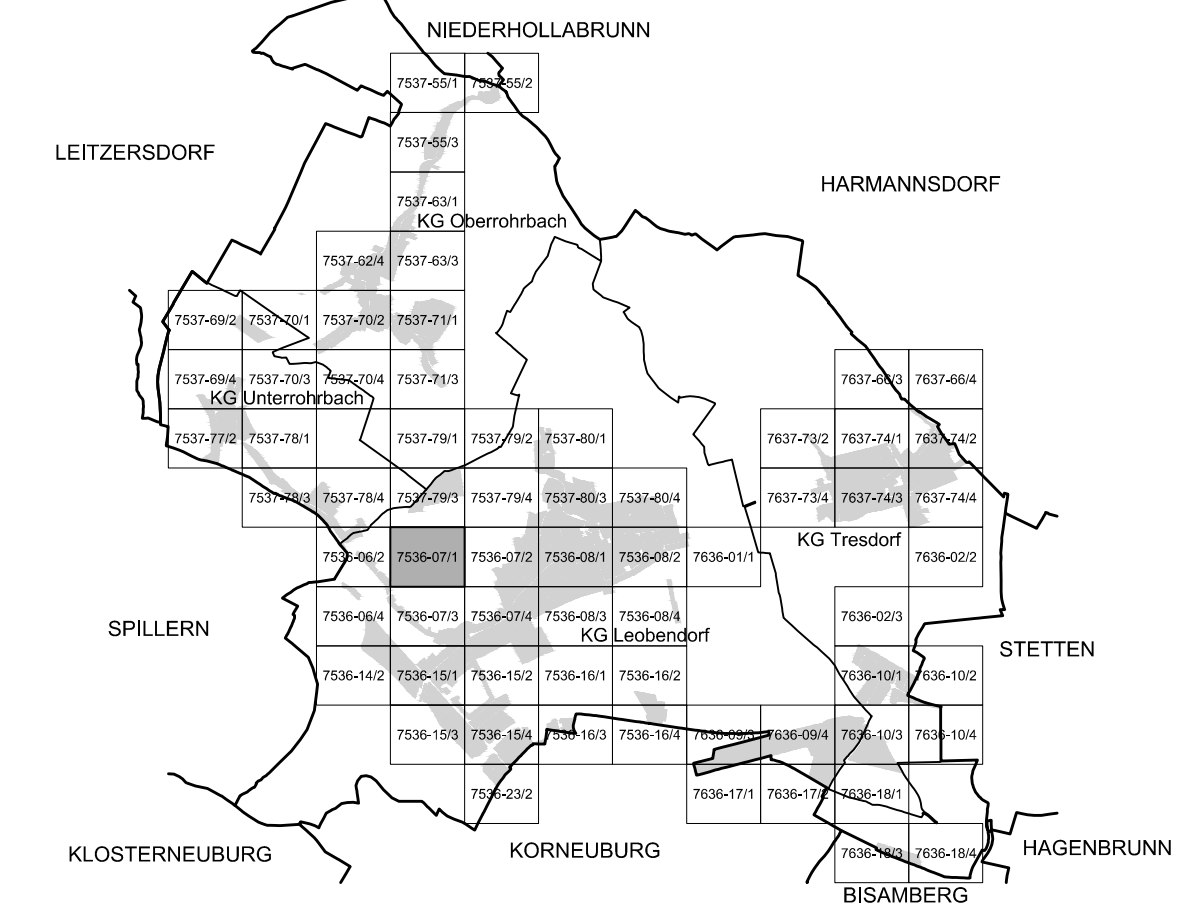 NIEDERHOLLABRUNN
7537-55/1 7537-55/2
7537-55/3
LEITZERSDORF
HARMANNSDORF
7537-63/1
KG Oberrohrbach
7537-62/4 7537-63/3
7537-69/2 7537-70/1 7537-70/2 7537-71/1
7537-69/4 7537-70/3 7537-70/4 7537-71/3 7637-66/3 7637-66/4
KG Unterrohrbach
7537-77/2 7537-78/1 7537-79/1 7537-79/2 7537-80/1 7637-73/2 7637-74/1 7637-74/2
7537-78/3 7537-78/4 7537-79/3 7537-79/4 7537-80/3 7537-80/4 7637-73/4 7637-74/3 7637-74/4
KG Tresdorf
7536-06/2 7536-07/1 7536-07/2 7536-08/1 7536-08/2 7636-01/1 7636-02/2
7536-06/4 7536-07/3 7536-07/4 7536-08/3 7536-08/4 7636-02/3
SPILLERN
KG Leobendorf
STETTEN
7536-14/2 7536-15/1 7536-15/2 7536-16/1 7536-16/2 7636-10/1 7636-10/2
7536-15/3 7536-15/4 7536-16/3 7536-16/4 7636-09/3 7636-09/4 7636-10/3 7636-10/4
7536-23/2 7636-17/1 7636-17/2 7636-18/1
KLOSTERNEUBURG
KORNEUBURG
7636-18/3 7636-18/4
HAGENBRUNN
BISAMBERG